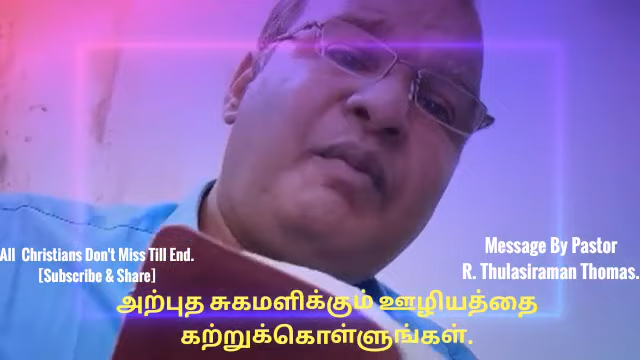 All Christians Don't Miss Till End.
[Subscribe & Share]
Message By Pastor
R. Thulasiraman Thomas.
அற்புத சுகமளிக்கும் ஊழியத்தை
கற்றுக்கொள்ளுங்கள்.